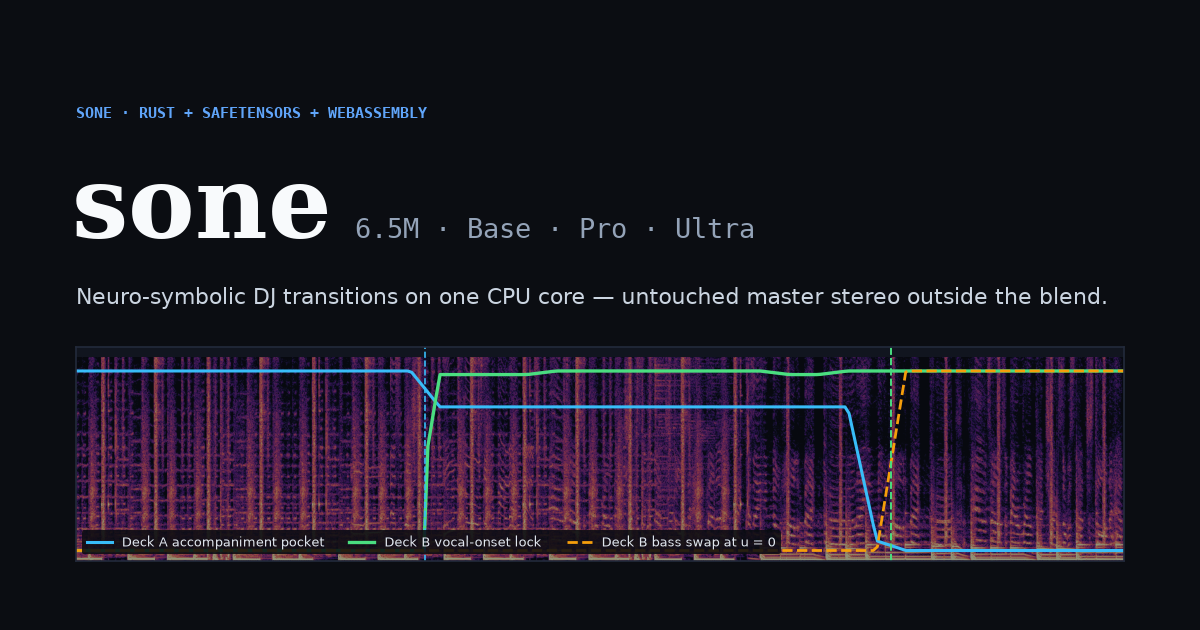 SONE · RUST + SAFETENSORS + WEBASSEMBLY
sone 6.5M · Base · Pro · Ultra
Neuro-symbolic DJ transitions on one CPU core — untouched master stereo outside the blend.
Deck A accompaniment pocket Deck B vocal-onset lock Deck B bass swap at u = 0